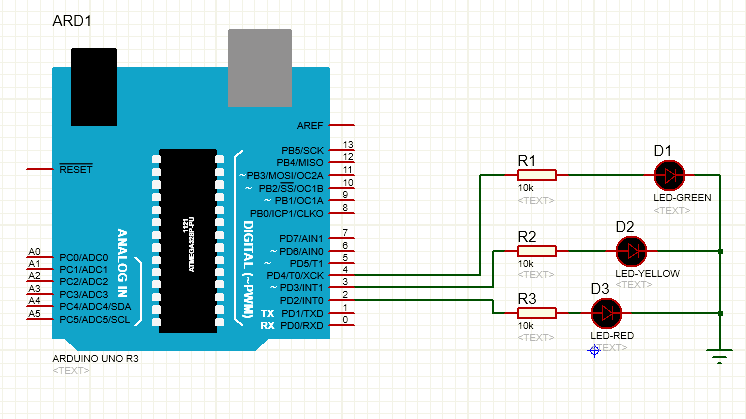 ARD1
AREF
RESET
PB5/SCK 13
PB4/MISO 12
~PB3/MOSI/OC2A 11
~ PB2/SS/OC1B 10
~ PB1/OC1A 9
PB0/ICP1/CLKO 8
PD7/AIN1 7
~ PD6/AIN0 6
~ PD5/T1 5
PD4/T0/XCK 4
~ PD3/INT1 3
PD2/INT0 2
TX PD1/TXD 1
RX PD0/RXD 0
DIGITAL (~PWM)
ANALOG IN
A0 PC0/ADC0
A1 PC1/ADC1
A2 PC2/ADC2
A3 PC3/ADC3
A4 PC4/ADC4/SDA
A5 PC5/ADC5/SCL
1121
ARDUINO UNO R3
<TEXT>
R1
10k
<TEXT>
D1
LED-GREEN
<TEXT>
R2
10k
<TEXT>
D2
LED-YELLOW
<TEXT>
R3
10k
<TEXT>
D3
LED-RED
<TEXT>